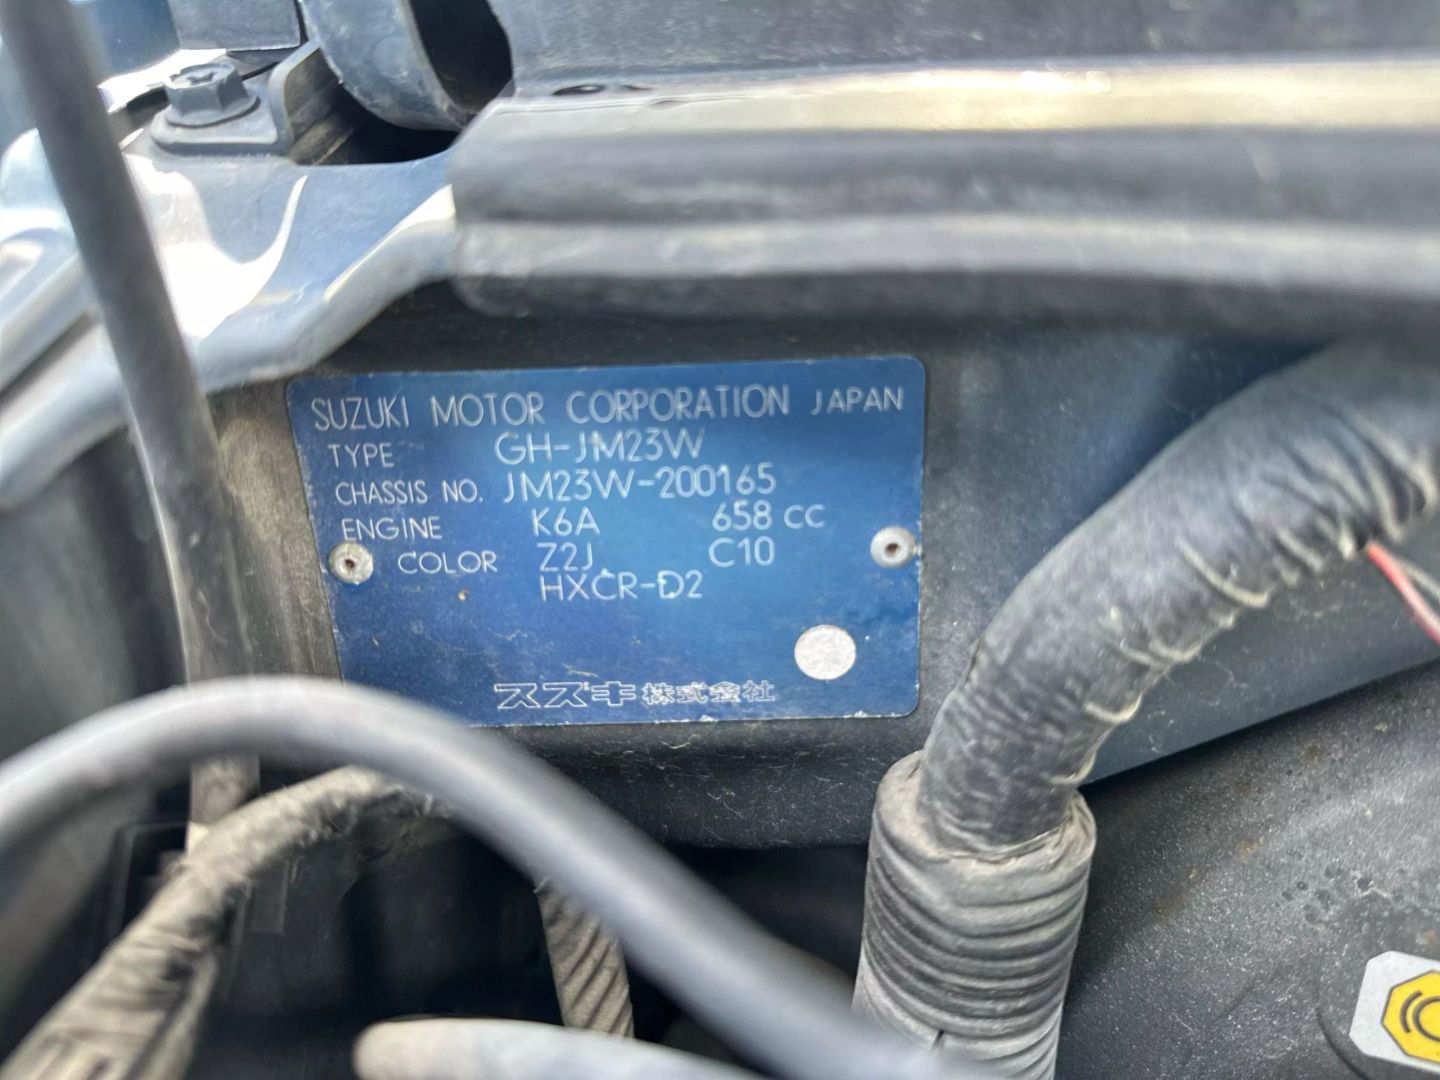 SUZUKI MOTOR CORPORATION JAPAN
TYPE GH-JM23W
CHASSIS NO. JM23W-200165
ENGINE K6A 658 CC
COLOR Z2J C10
HXCR-D2
スズキ株式会社